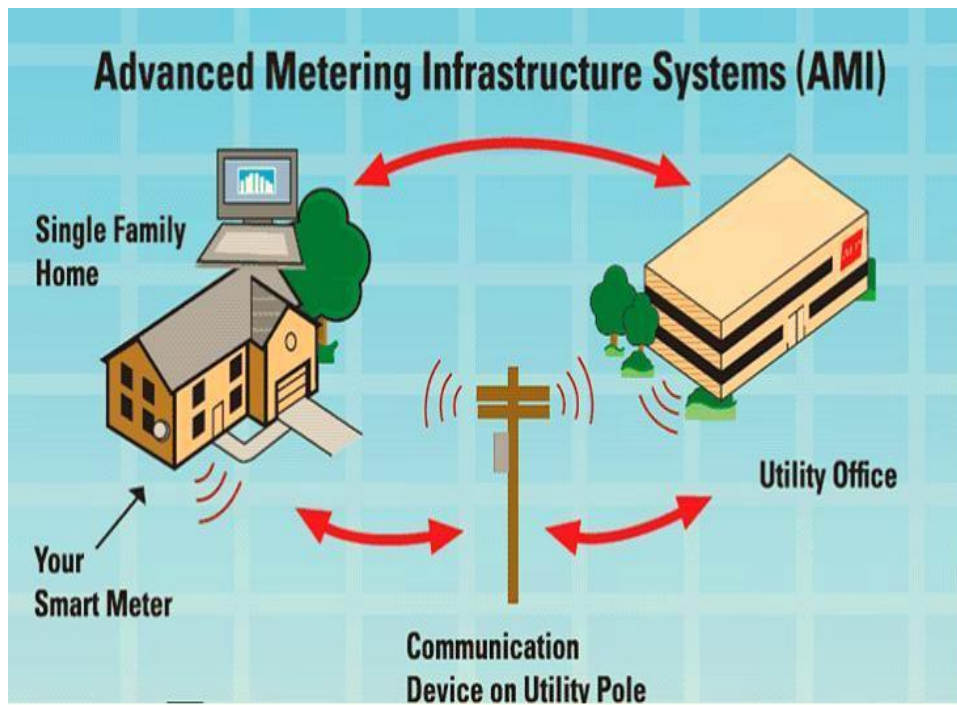 Advanced Metering Infrastructure Systems (AMI)
Single Family
Home
Utility Office
Your
Smart Meter
Communication
Device on Utility Pole